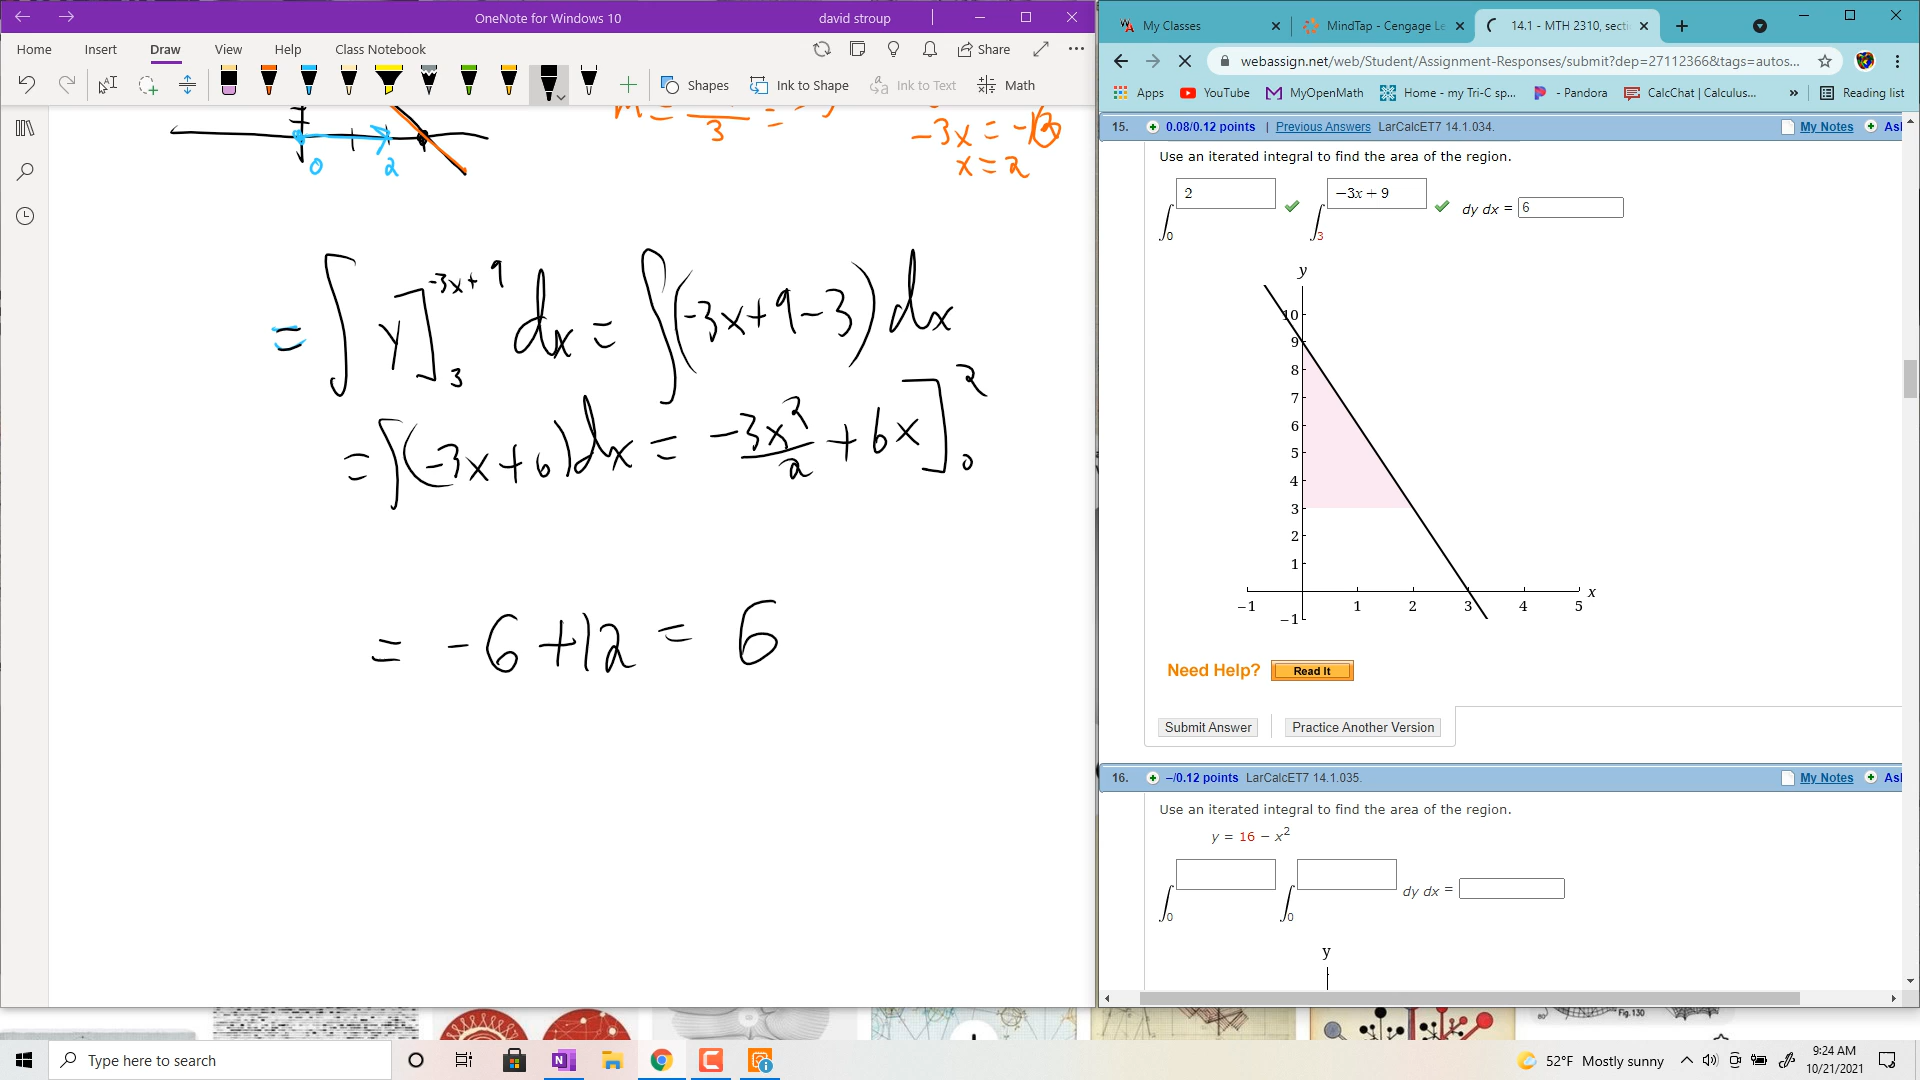 OneNote for Windows 10
david stroup
Home Insert Draw View Help Class Notebook
Share
Shapes Ink to Shape Ink to Text Math
3
-3x = -
x = 2
0 2
= ∫ y]₃^{-3x+9} dx = ∫(-3x+9-3) dx
= ∫(-3x+6)dx = -3x²/2 + 6x]₀²
= -6+12 = 6
My Classes
MindTap - Cengage Le
14.1 - MTH 2310, secti
webassign.net/web/Student/Assignment-Responses/submit?dep=27112366&tags=autos...
Apps YouTube MyOpenMath Home - my Tri-C sp... - Pandora CalcChat | Calculus... » Reading list
15. 0.08/0.12 points | Previous Answers LarCalcET7 14.1.034. My Notes Asl
Use an iterated integral to find the area of the region.
∫₀ 2 ∫₃ −3x + 9 dy dx = 6
y
10
9
8
7
6
5
4
3
2
1
x
−1 1 2 3 4 5
−1
Need Help? Read It
Submit Answer Practice Another Version
16. –/0.12 points LarCalcET7 14.1.035. My Notes Asl
Use an iterated integral to find the area of the region.
y = 16 − x²
∫₀ ∫₀ dy dx =
y
Fig.130
Type here to search
52°F Mostly sunny
9:24 AM
10/21/2021